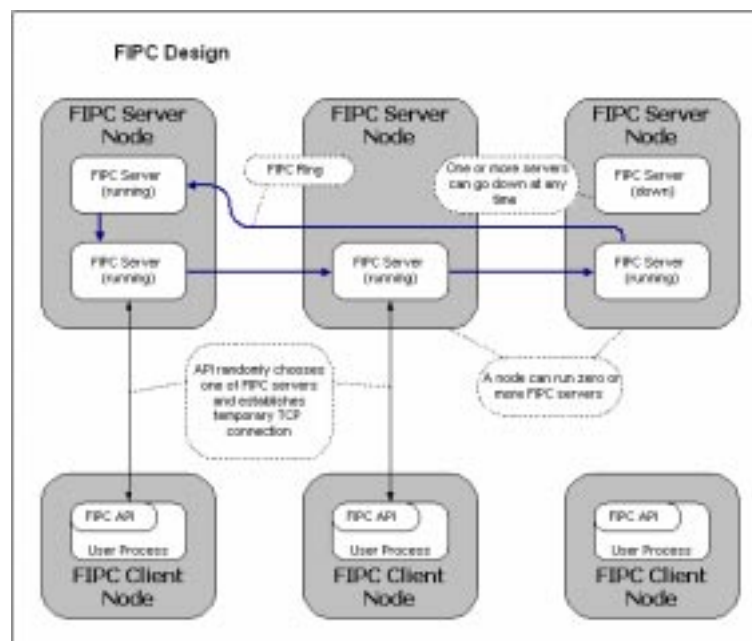 FIPC Design
FIPC Server
Node
FIPC Server
Node
FIPC Server
Node
FIPC Server
(running)
FIPC Ring
One or more servers
can go down at any
time
FIPC Server
(down)
FIPC Server
(running)
FIPC Server
(running)
FIPC Server
(running)
API randomly chooses
one of FIPC servers
and establishes
temporary TCP
connection
A node can run zero or
more FIPC servers
FIPC API
User Process
FIPC Client
Node
FIPC API
User Process
FIPC Client
Node
FIPC API
User Process
FIPC Client
Node